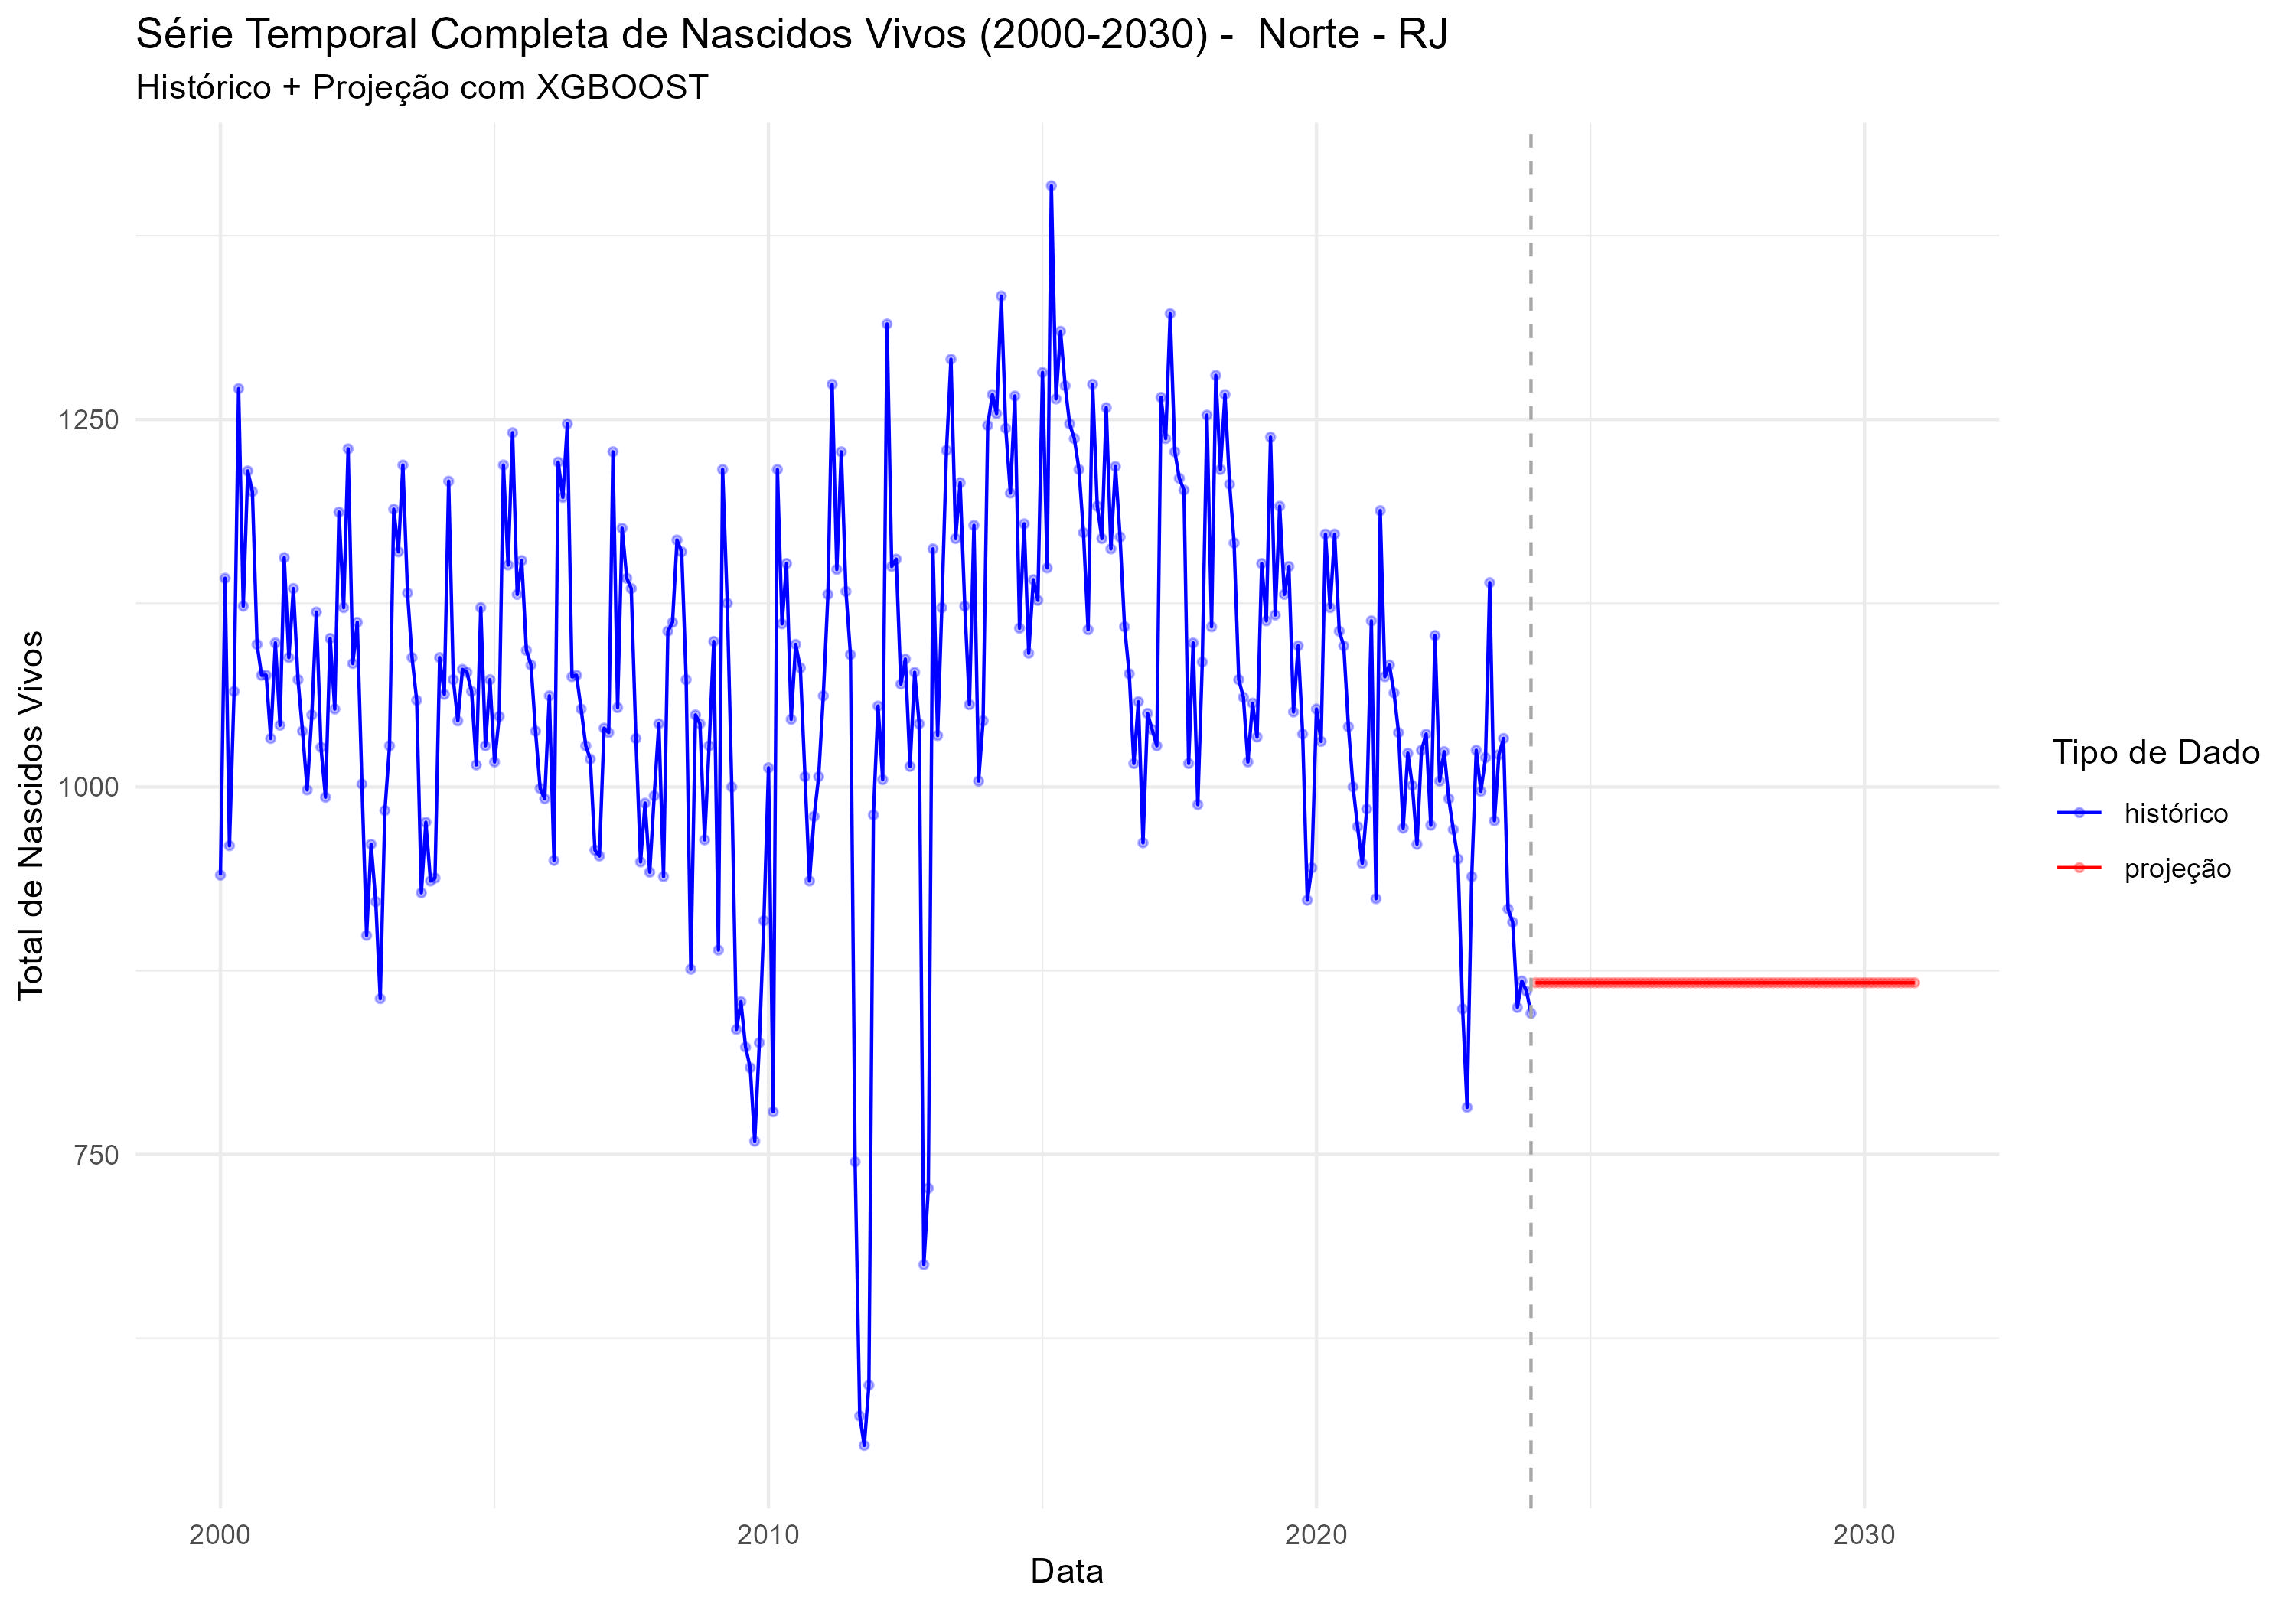 Série Temporal Completa de Nascidos Vivos (2000-2030) -  Norte - RJ
Histórico + Projeção com XGBOOST
Total de Nascidos Vivos
1250
1000
750
2000
2010
2020
2030
Data
Tipo de Dado
histórico
projeção